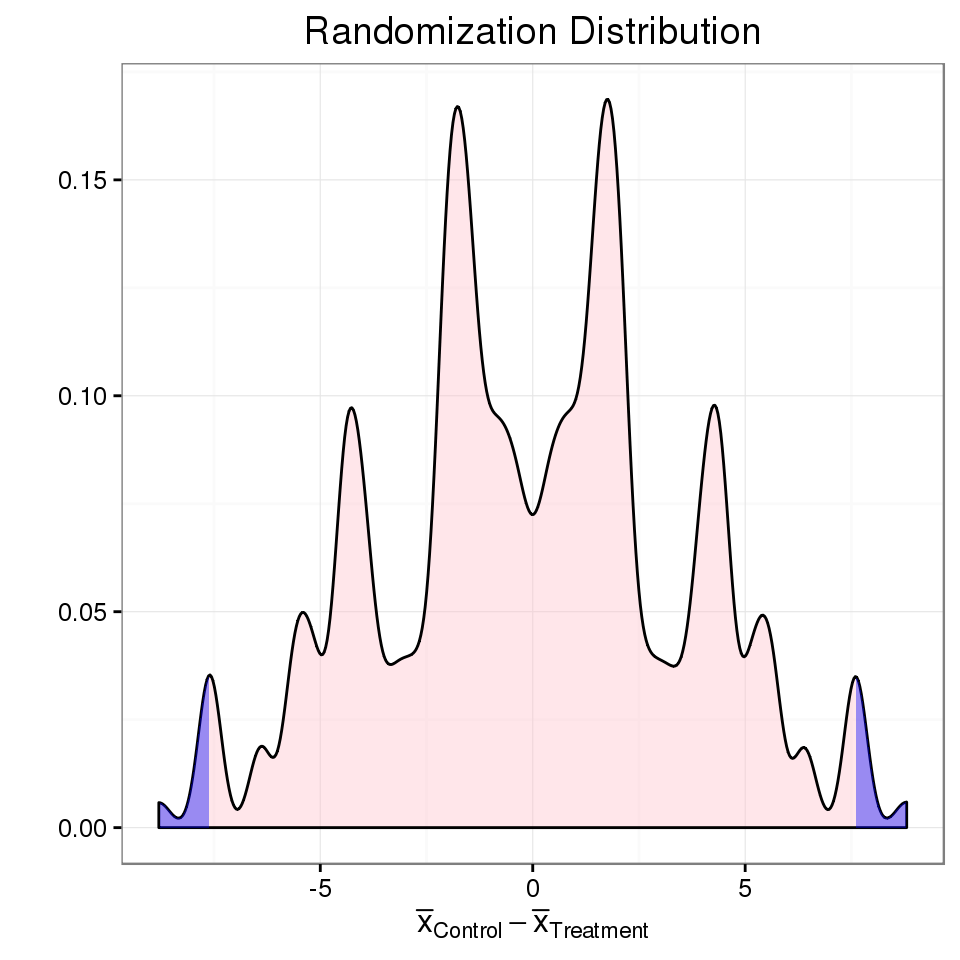 Randomization Distribution
0.15
0.10
0.05
0.00
-5 0 5
x̅Control − x̅Treatment